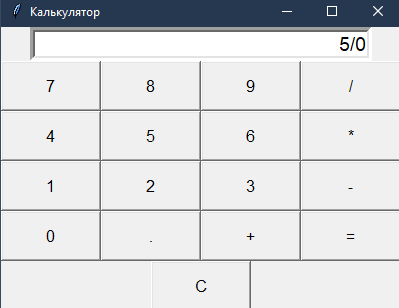 Калькулятор
5/0
7 8 9 /
4 5 6 *
1 2 3 -
0 . + =
C